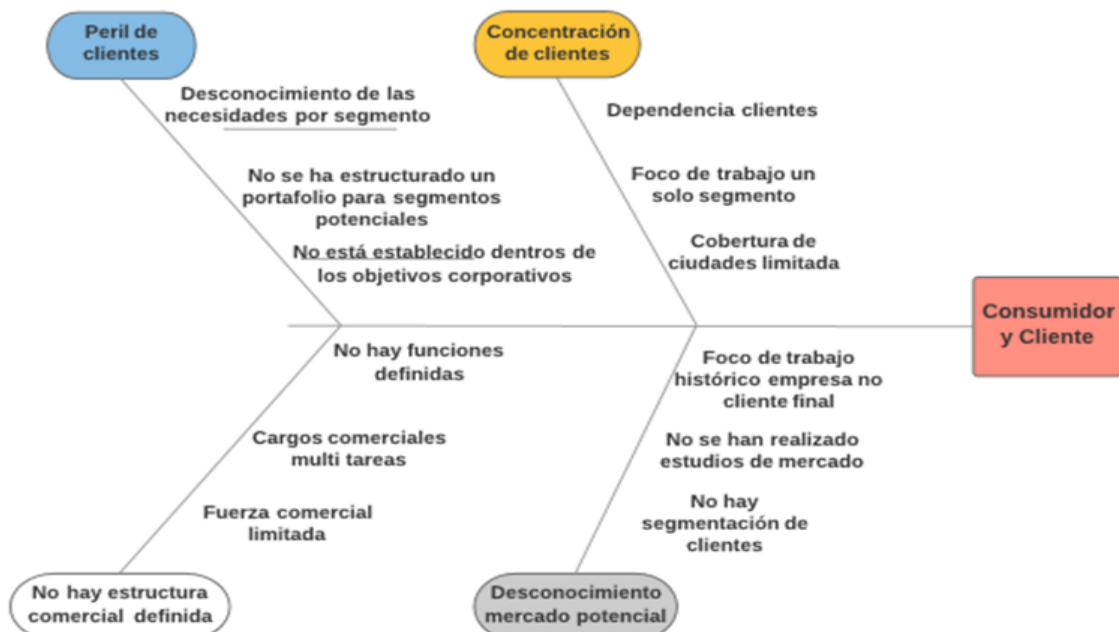 Peril de
clientes
Desconocimiento de las
necesidades por segmento
No se ha estructurado un
portafolio para segmentos
potenciales
No está establecido dentros de
los objetivos corporativos
Concentración
de clientes
Dependencia clientes
Foco de trabajo un
solo segmento
Cobertura de
ciudades limitada
Consumidor
y Cliente
No hay funciones
definidas
Cargos comerciales
multi tareas
Fuerza comercial
limitada
No hay estructura
comercial definida
Foco de trabajo
histórico empresa no
cliente final
No se han realizado
estudios de mercado
No hay
segmentación de
clientes
Desconocimiento
mercado potencial